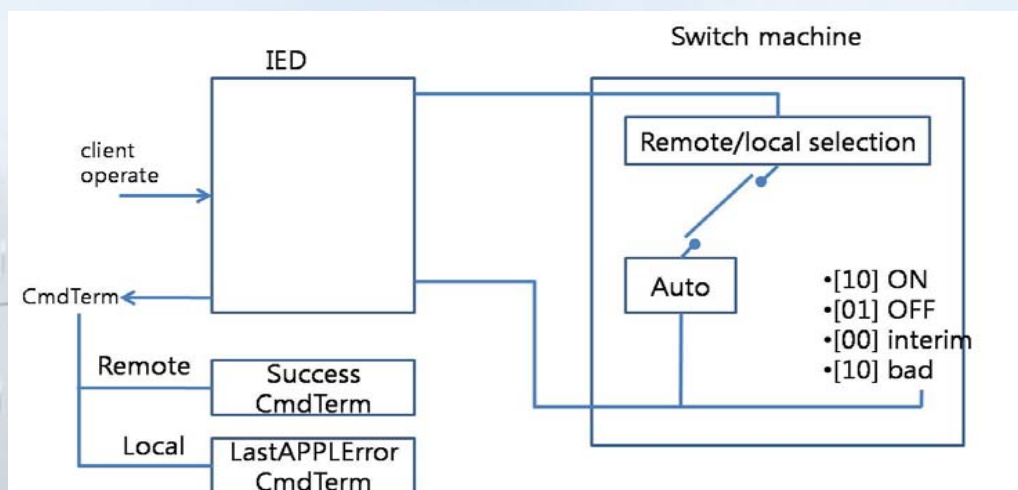 Switch machine
IED
client
operate
Remote/local selection
Auto
•[10] ON
•[01] OFF
•[00] interim
•[10] bad
CmdTerm
Remote
Success
CmdTerm
Local
LastAPPLError
CmdTerm